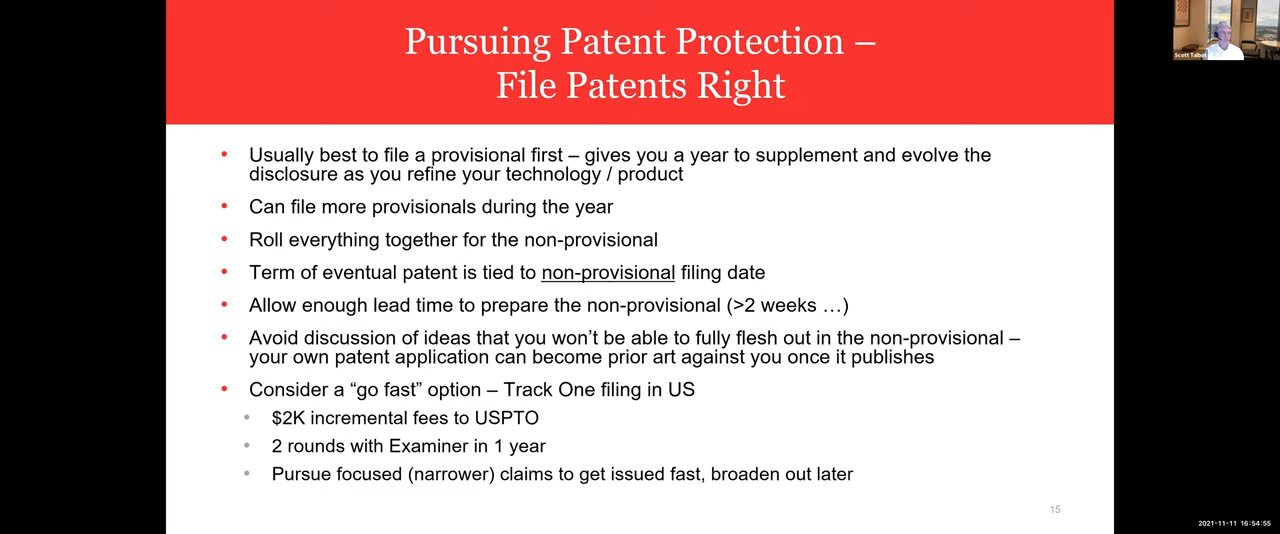 Pursuing Patent Protection –
File Patents Right
Scott Talbot
• Usually best to file a provisional first – gives you a year to supplement and evolve the
disclosure as you refine your technology / product
• Can file more provisionals during the year
• Roll everything together for the non-provisional
• Term of eventual patent is tied to non-provisional filing date
• Allow enough lead time to prepare the non-provisional (>2 weeks …)
• Avoid discussion of ideas that you won’t be able to fully flesh out in the non-provisional –
your own patent application can become prior art against you once it publishes
• Consider a “go fast” option – Track One filing in US
• $2K incremental fees to USPTO
• 2 rounds with Examiner in 1 year
• Pursue focused (narrower) claims to get issued fast, broaden out later
15
2021-11-11 16:54:55